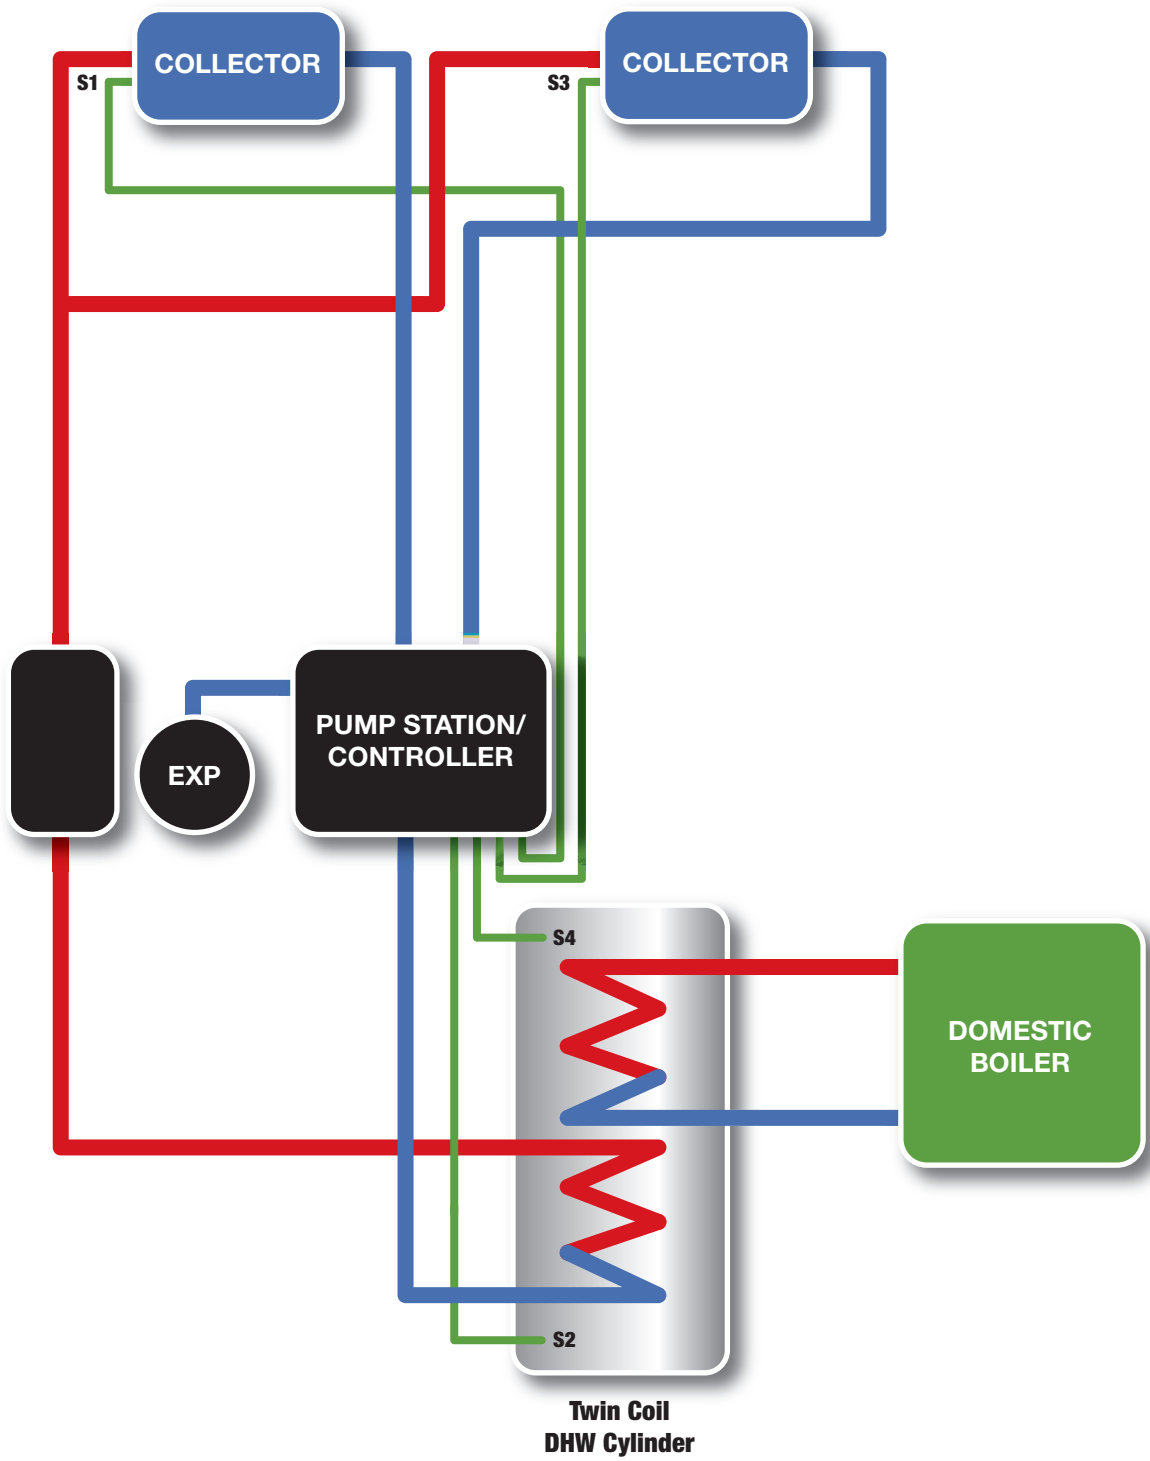 COLLECTOR
COLLECTOR
S1
S3
PUMP STATION/
CONTROLLER
EXP
S4
DOMESTIC
BOILER
S2
Twin Coil
DHW Cylinder